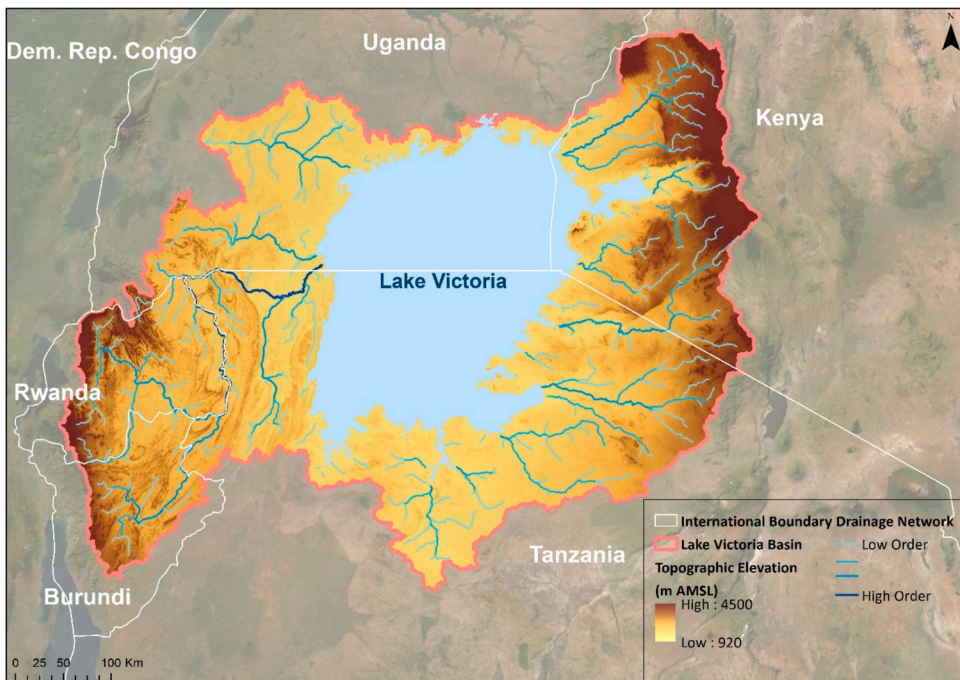 N
Uganda
Dem. Rep. Congo
Kenya
Lake Victoria
Rwanda
Tanzania
Burundi
International Boundary Drainage Network
Lake Victoria Basin
Low Order
Topographic Elevation
(m AMSL)
High : 4500
High Order
Low : 920
0 25 50 100 Km